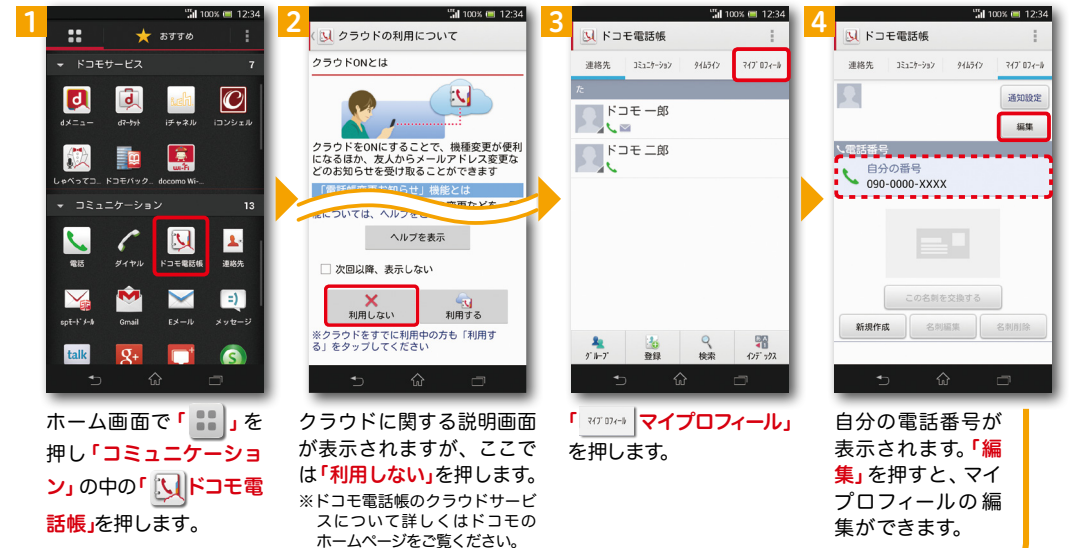 1
LTE 100% 12:34
おすすめ
ドコモサービス 7
dメニュー dマーケット iチャネル iコンシェル
しゃべってコ... ドコモバック... docomo Wi-...
コミュニケーション 13
電話 ダイヤル ドコモ電話帳 連絡先
spモードメール Gmail Eメール メッセージ
talk g+ S
ホーム画面で「 」を
押し「コミュニケーショ
ン」の中の「 ドコモ電
話帳」を押します。
2
LTE 100% 12:34
クラウドの利用について
クラウドONとは
クラウドをONにすることで、機種変更が便利
になるほか、友人からメールアドレス変更な
どのお知らせを受け取ることができます
「電話帳変更お知らせ」機能とは
能については、ヘルプをご
ヘルプを表示
次回以降、表示しない
利用しない 利用する
※クラウドをすでに利用中の方も「利用す
る」をタップしてください
クラウドに関する説明画面
が表示されますが、ここで
は「利用しない」を押します。
※ドコモ電話帳のクラウドサービ
スについて詳しくはドコモの
ホームページをご覧ください。
3
LTE 100% 12:34
ドコモ電話帳
連絡先 コミュニケーション タイムライン マイプロフィール
た
ドコモ 一郎
ドコモ 二郎
グループ 登録 検索 インデックス
「 マイプロフィール マイプロフィール」
を押します。
4
LTE 100% 12:34
ドコモ電話帳
連絡先 コミュニケーション タイムライン マイプロフィール
通知設定
編集
電話番号
自分の番号
090-0000-XXXX
この名刺を交換する
新規作成 名刺編集 名刺削除
自分の電話番号が
表示されます。「編
集」を押すと、マイ
プロフィールの編
集ができます。